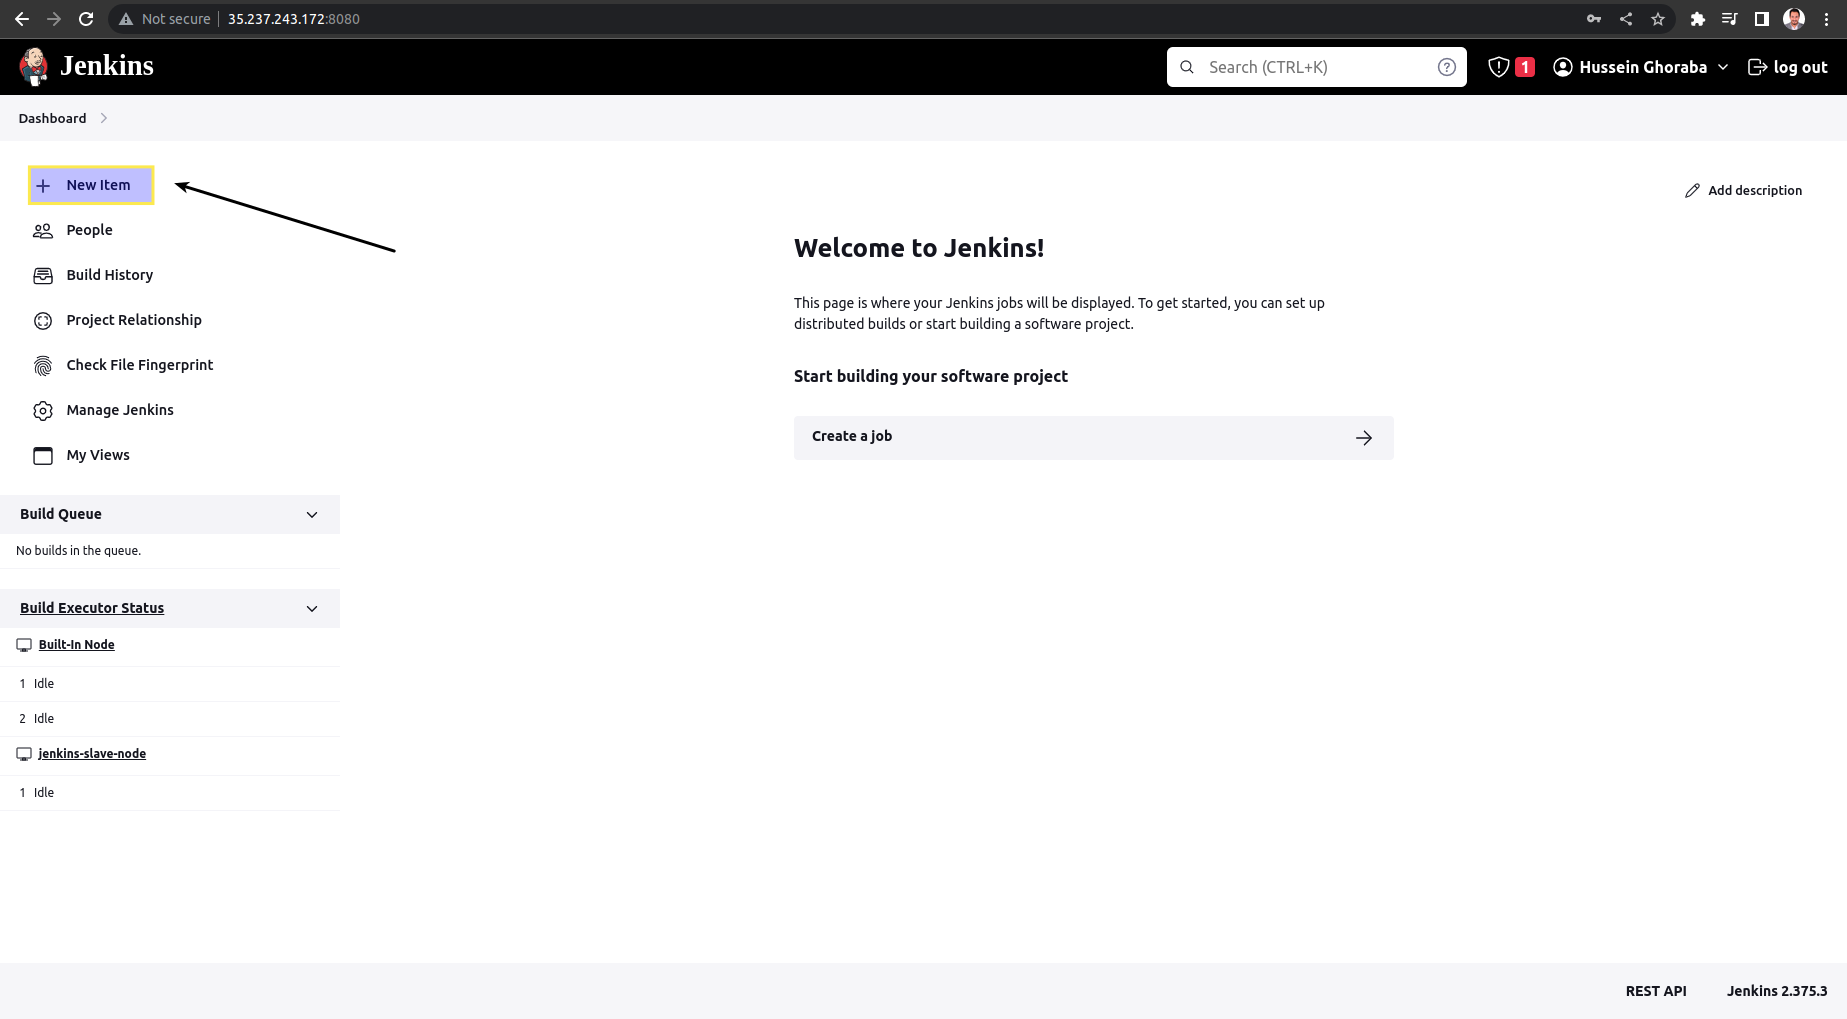 Not secure 35.237.243.172:8080
Jenkins
Search (CTRL+K)
1
Hussein Ghoraba
log out
Dashboard
New Item
People
Build History
Project Relationship
Check File Fingerprint
Manage Jenkins
My Views
Build Queue
No builds in the queue.
Build Executor Status
Built-In Node
1 Idle
2 Idle
jenkins-slave-node
1 Idle
Add description
Welcome to Jenkins!
This page is where your Jenkins jobs will be displayed. To get started, you can set up
distributed builds or start building a software project.
Start building your software project
Create a job
REST API
Jenkins 2.375.3